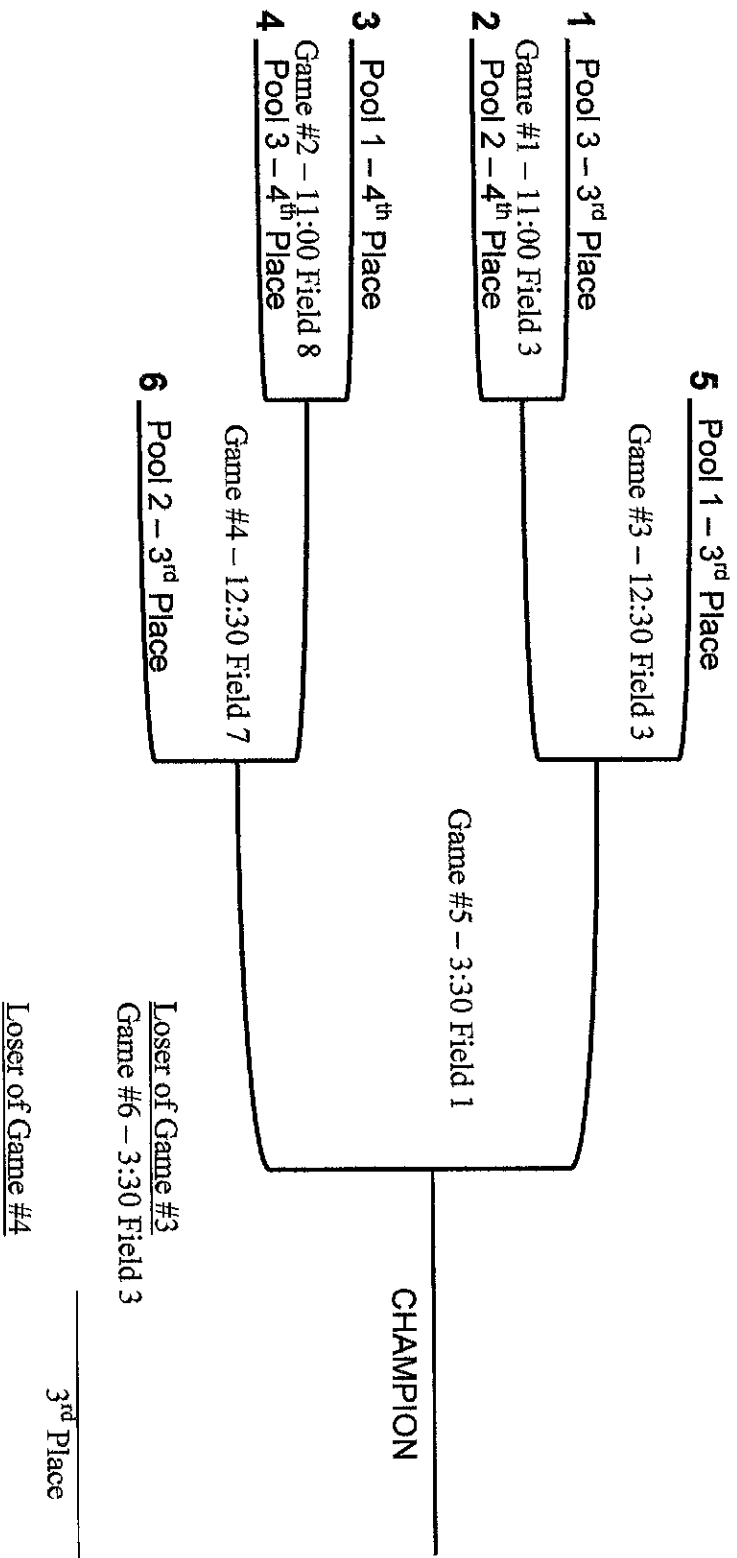 5 Pool 1 – 3rd Place
Game #3 – 12:30 Field 3
1 Pool 3 – 3rd Place
Game #1 – 11:00 Field 3
2 Pool 2 – 4th Place
Game #5 – 3:30 Field 1
CHAMPION
3 Pool 1 – 4th Place
Game #2 – 11:00 Field 8
4 Pool 3 – 4th Place
Game #4 – 12:30 Field 7
6 Pool 2 – 3rd Place
Loser of Game #3
Game #6 – 3:30 Field 3
3rd Place
Loser of Game #4